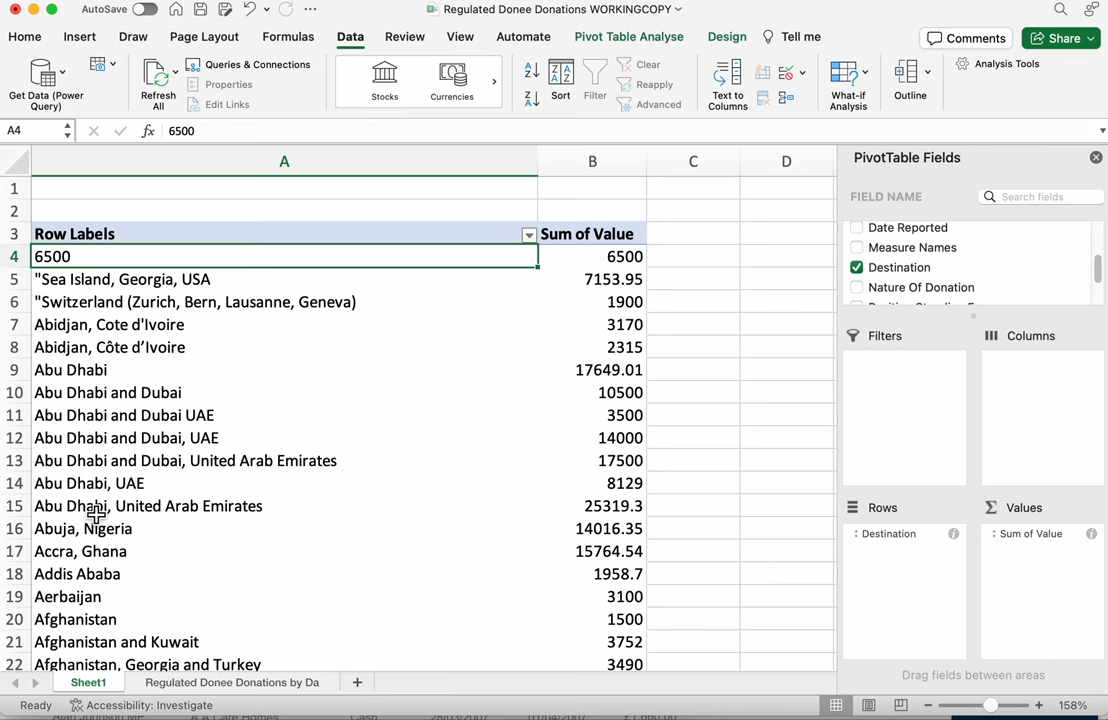 AutoSave
Regulated Donee Donations WORKINGCOPY
Home Insert Draw Page Layout Formulas Data Review View Automate Pivot Table Analyse Design Tell me Comments Share
Get Data (Power Query)
Refresh All
Queries & Connections
Properties
Edit Links
Stocks
Currencies
Sort
Filter
Clear
Reapply
Advanced
Text to Columns
What-if Analysis
Outline
Analysis Tools
A4 fx 6500
A B C D
1
2
3 Row Labels Sum of Value
4 6500 6500
5 "Sea Island, Georgia, USA 7153.95
6 "Switzerland (Zurich, Bern, Lausanne, Geneva) 1900
7 Abidjan, Cote d'Ivoire 3170
8 Abidjan, Côte d’Ivoire 2315
9 Abu Dhabi 17649.01
10 Abu Dhabi and Dubai 10500
11 Abu Dhabi and Dubai UAE 3500
12 Abu Dhabi and Dubai, UAE 14000
13 Abu Dhabi and Dubai, United Arab Emirates 17500
14 Abu Dhabi, UAE 8129
15 Abu Dhabi, United Arab Emirates 25319.3
16 Abuja, Nigeria 14016.35
17 Accra, Ghana 15764.54
18 Addis Ababa 1958.7
19 Aerbaijan 3100
20 Afghanistan 1500
21 Afghanistan and Kuwait 3752
22 Afghanistan, Georgia and Turkey 3490
PivotTable Fields
FIELD NAME
Search fields
Date Reported
Measure Names
Destination
Nature Of Donation
Filters
Columns
Rows
Values
Destination
Sum of Value
Drag fields between areas
Sheet1 Regulated Donee Donations by Da
Ready Accessibility: Investigate 158%